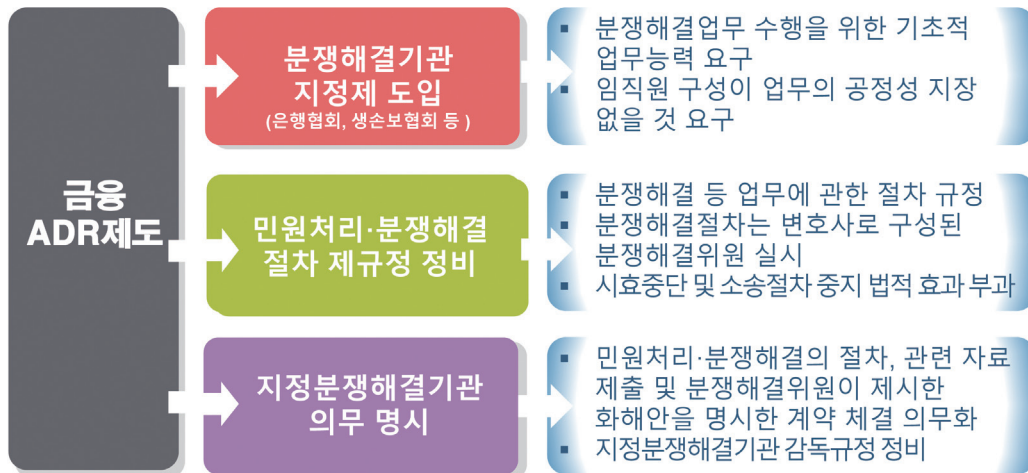 금융
ADR제도
분쟁해결기관
지정제 도입
(은행협회, 생손보협회 등 )
▪ 분쟁해결업무 수행을 위한 기초적
업무능력 요구
▪ 임직원 구성이 업무의 공정성 지장
없을 것 요구
민원처리·분쟁해결
절차 제규정 정비
▪ 분쟁해결 등 업무에 관한 절차 규정
▪ 분쟁해결절차는 변호사로 구성된
분쟁해결위원 실시
▪ 시효중단 및 소송절차 중지 법적 효과 부과
지정분쟁해결기관
의무 명시
▪ 민원처리·분쟁해결의 절차, 관련 자료
제출 및 분쟁해결위원이 제시한
화해안을 명시한 계약 체결 의무화
▪ 지정분쟁해결기관 감독규정 정비